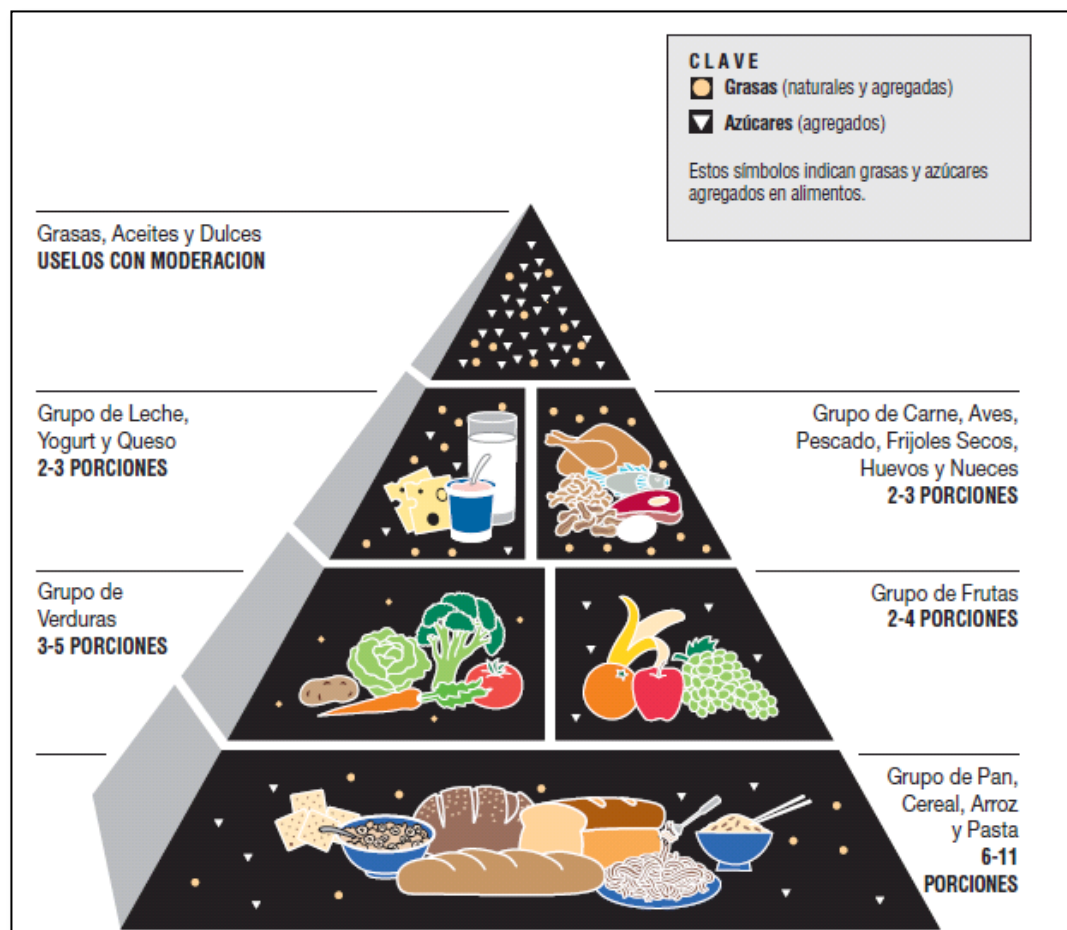 CLAVE
Grasas (naturales y agregadas)
Azúcares (agregados)
Estos símbolos indican grasas y azúcares
agregados en alimentos.
Grasas, Aceites y Dulces
USELOS CON MODERACION
Grupo de Leche,
Yogurt y Queso
2-3 PORCIONES
Grupo de Carne, Aves,
Pescado, Frijoles Secos,
Huevos y Nueces
2-3 PORCIONES
Grupo de
Verduras
3-5 PORCIONES
Grupo de Frutas
2-4 PORCIONES
Grupo de Pan,
Cereal, Arroz
y Pasta
6-11
PORCIONES